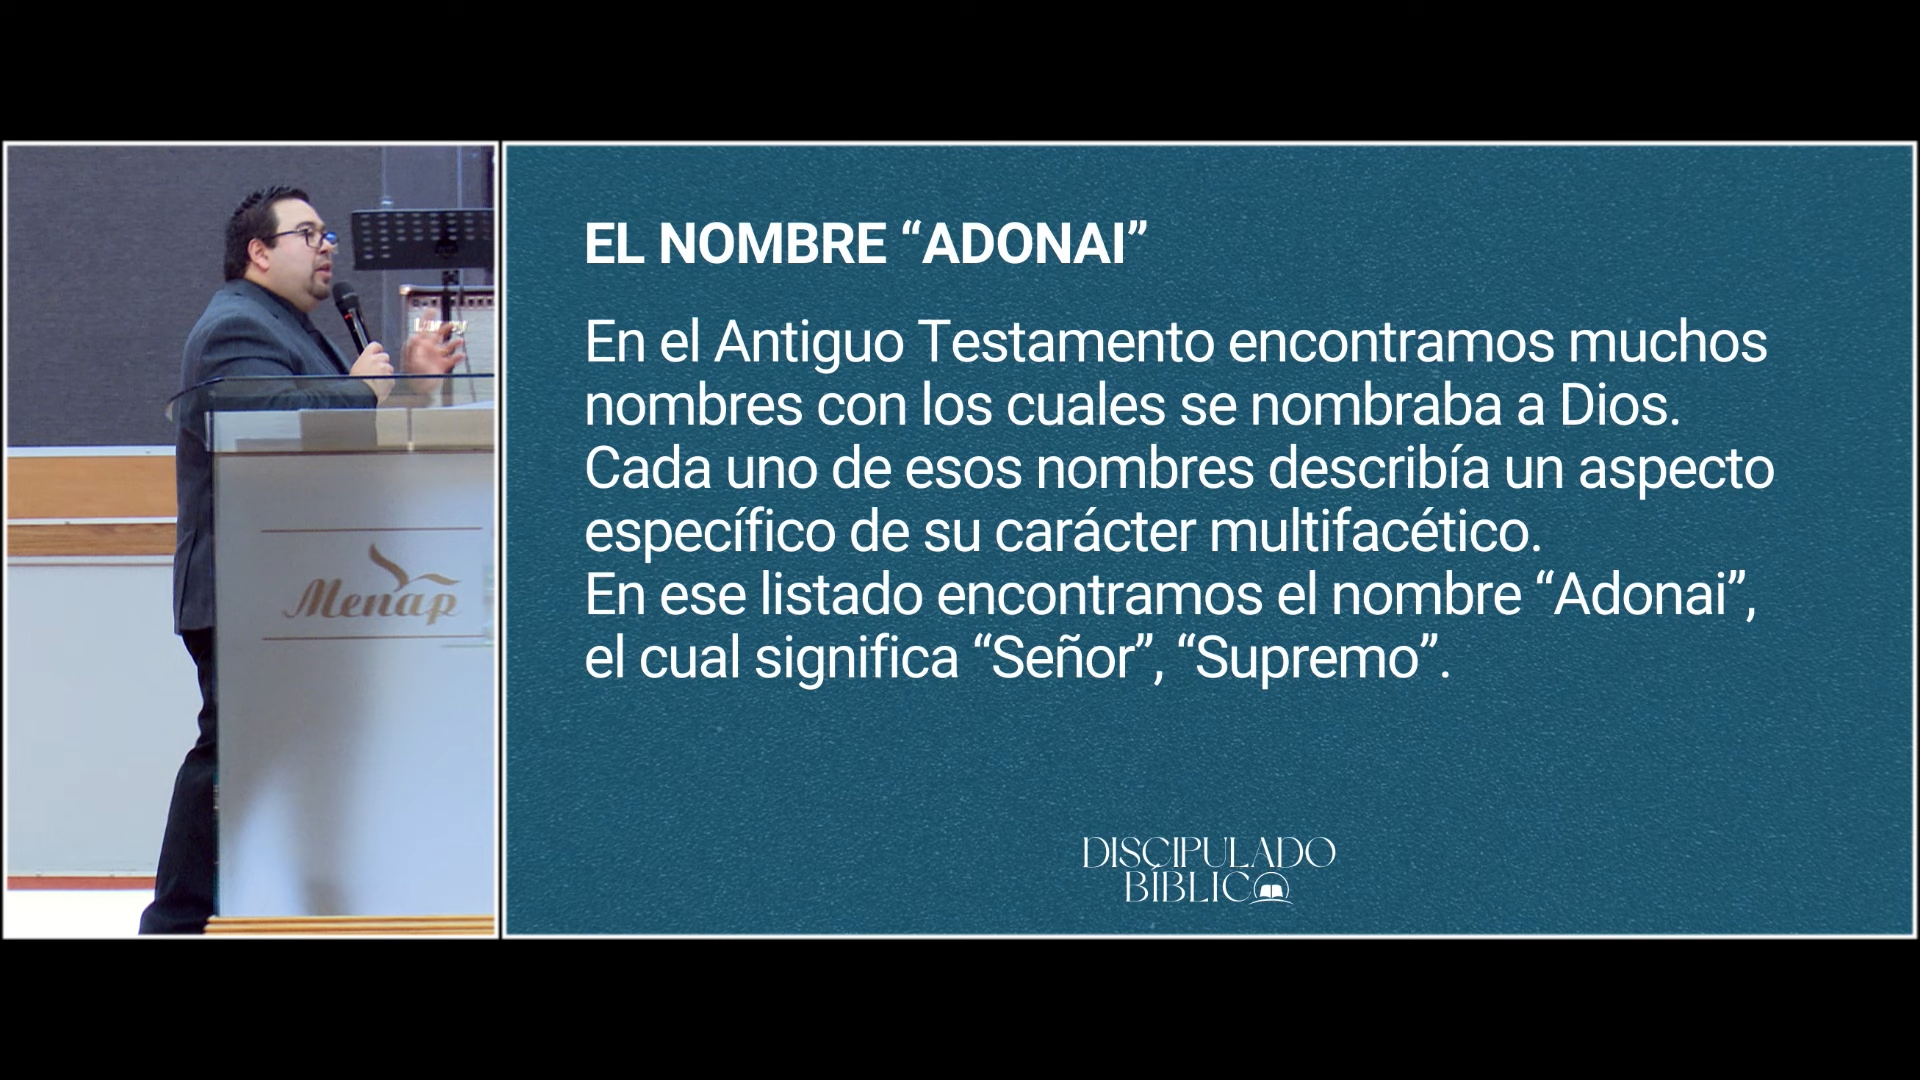 EL NOMBRE “ADONAI”
En el Antiguo Testamento encontramos muchos
nombres con los cuales se nombraba a Dios.
Cada uno de esos nombres describía un aspecto
específico de su carácter multifacético.
En ese listado encontramos el nombre “Adonai”,
el cual significa “Señor”, “Supremo”.
DISCIPULADO
BÍBLICO
Menap
Laney